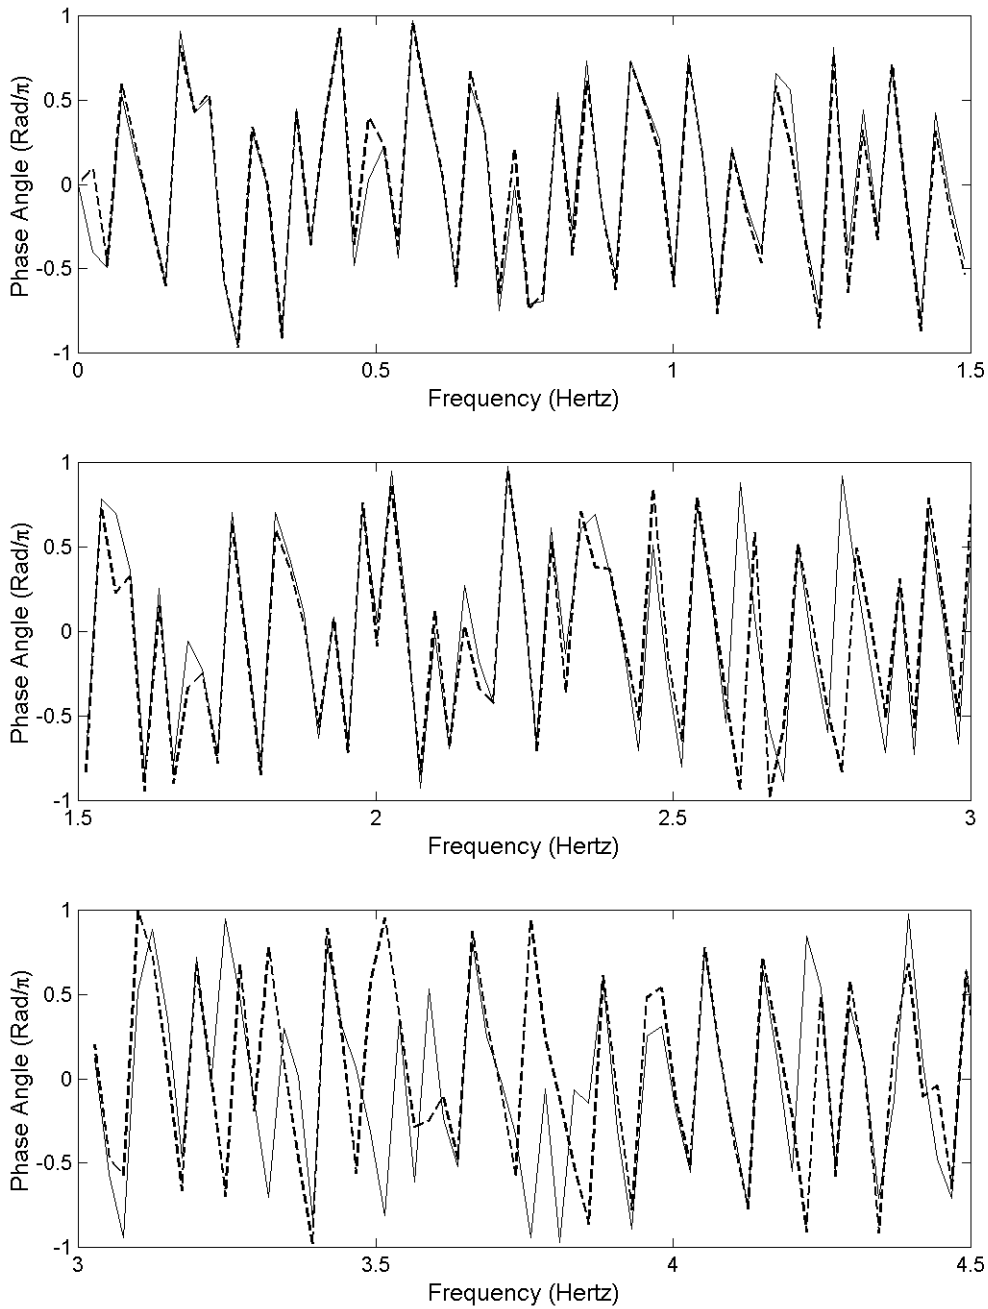 1
0.5
0
-0.5
-1
Phase Angle (Rad/π)
0 0.5 1 1.5
Frequency (Hertz)
1
0.5
0
-0.5
-1
Phase Angle (Rad/π)
1.5 2 2.5 3
Frequency (Hertz)
1
0.5
0
-0.5
-1
Phase Angle (Rad/π)
3 3.5 4 4.5
Frequency (Hertz)